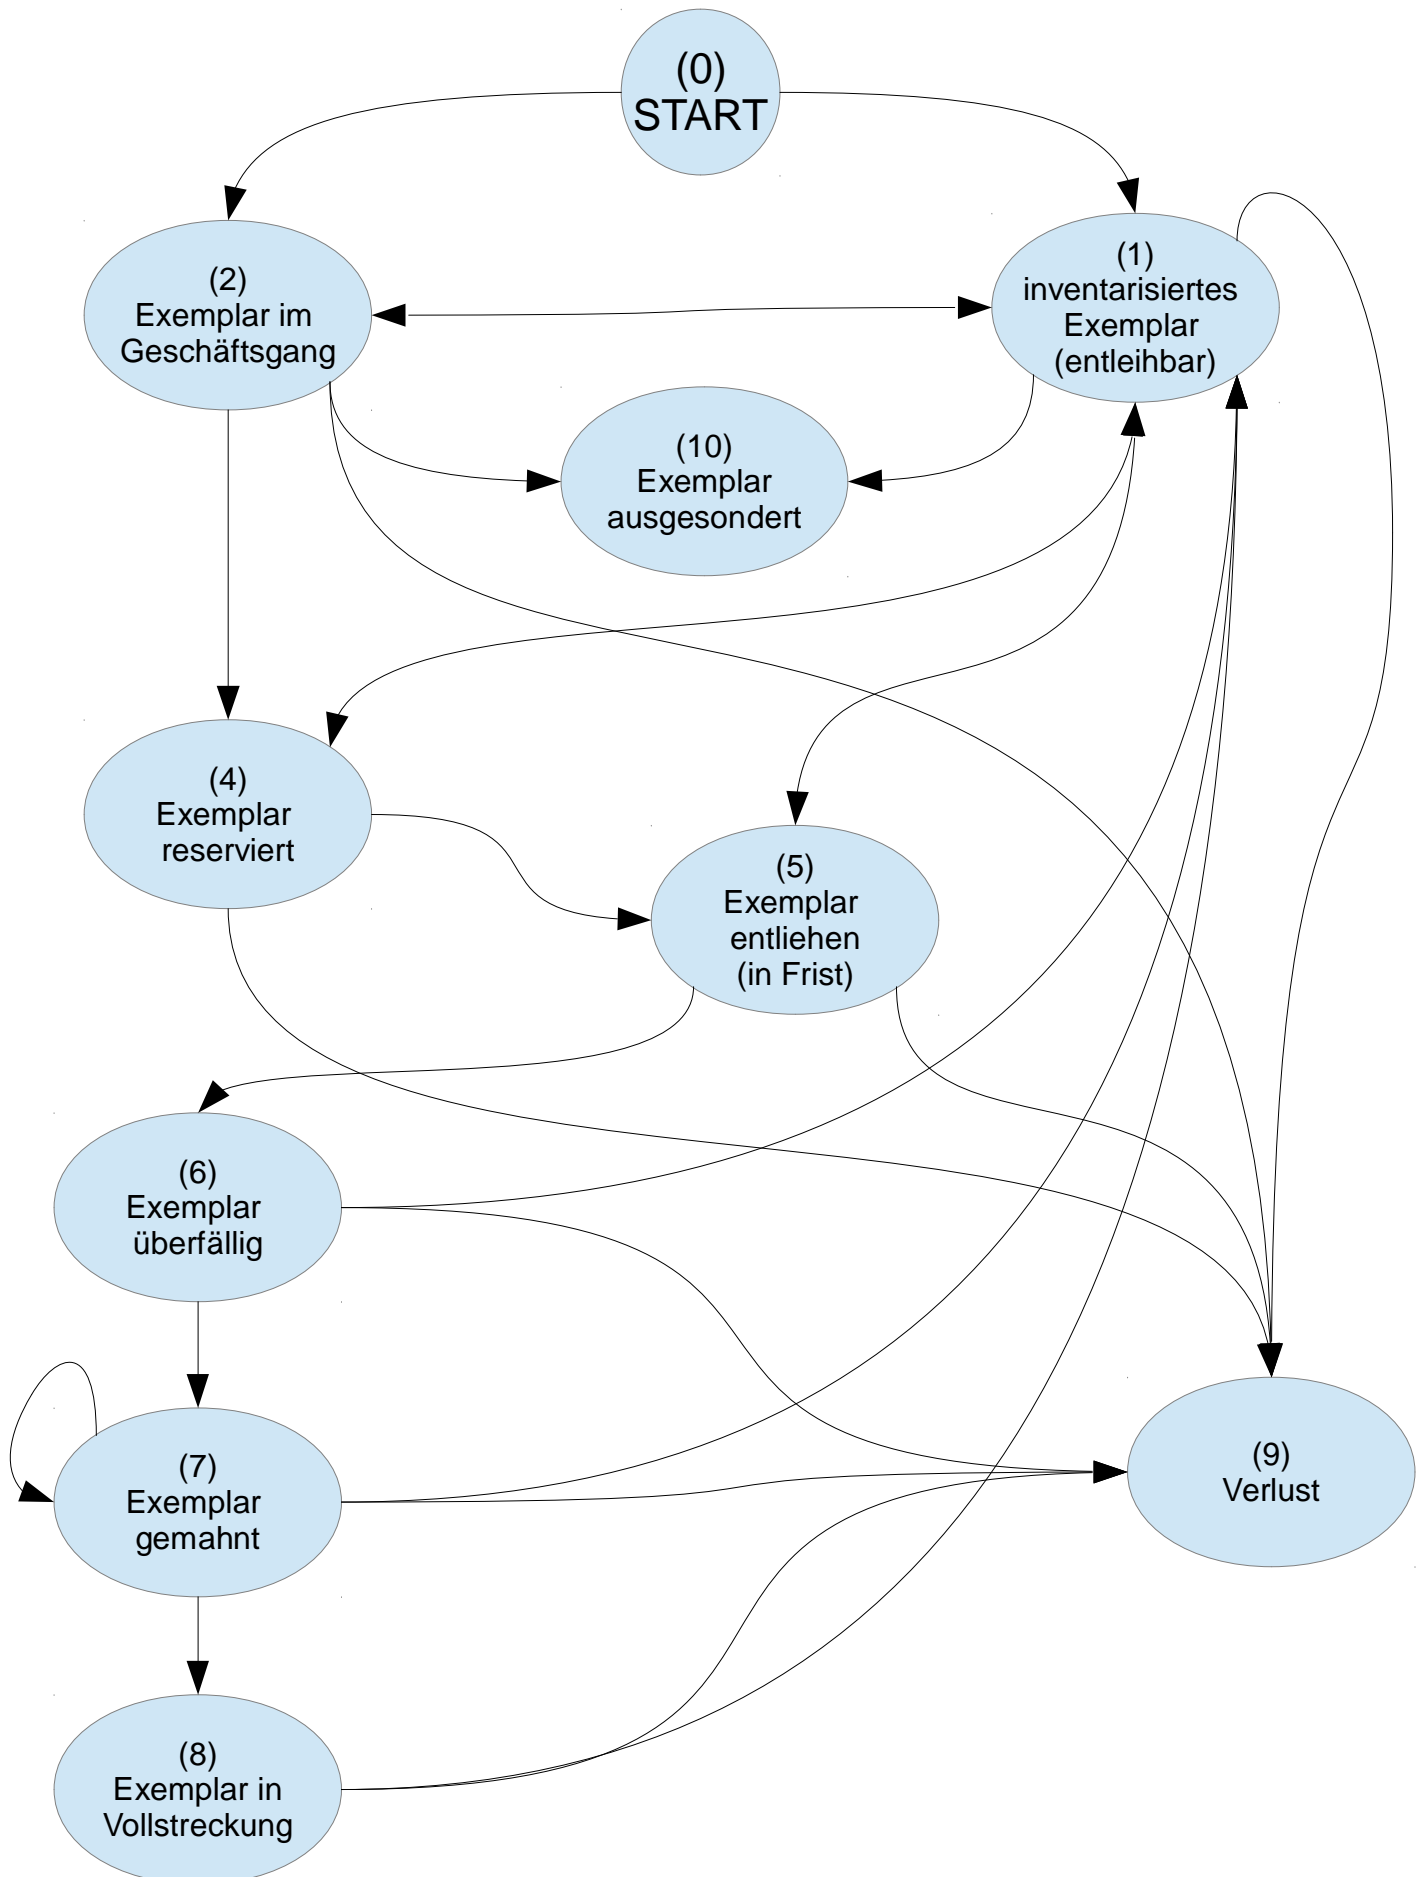 (0)
START
(2)
Exemplar im
Geschäftsgang
(1)
inventarisiertes
Exemplar
(entleihbar)
(10)
Exemplar
ausgesondert
(4)
Exemplar
reserviert
(5)
Exemplar
entliehen
(in Frist)
(6)
Exemplar
überfällig
(7)
Exemplar
gemahnt
(9)
Verlust
(8)
Exemplar in
Vollstreckung